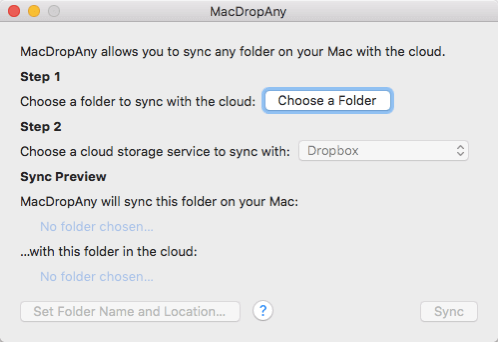 MacDropAny
MacDropAny allows you to sync any folder on your Mac with the cloud.
Step 1
Choose a folder to sync with the cloud: Choose a Folder
Step 2
Choose a cloud storage service to sync with: Dropbox
Sync Preview
MacDropAny will sync this folder on your Mac:
No folder chosen...
...with this folder in the cloud:
No folder chosen...
Set Folder Name and Location... ? Sync